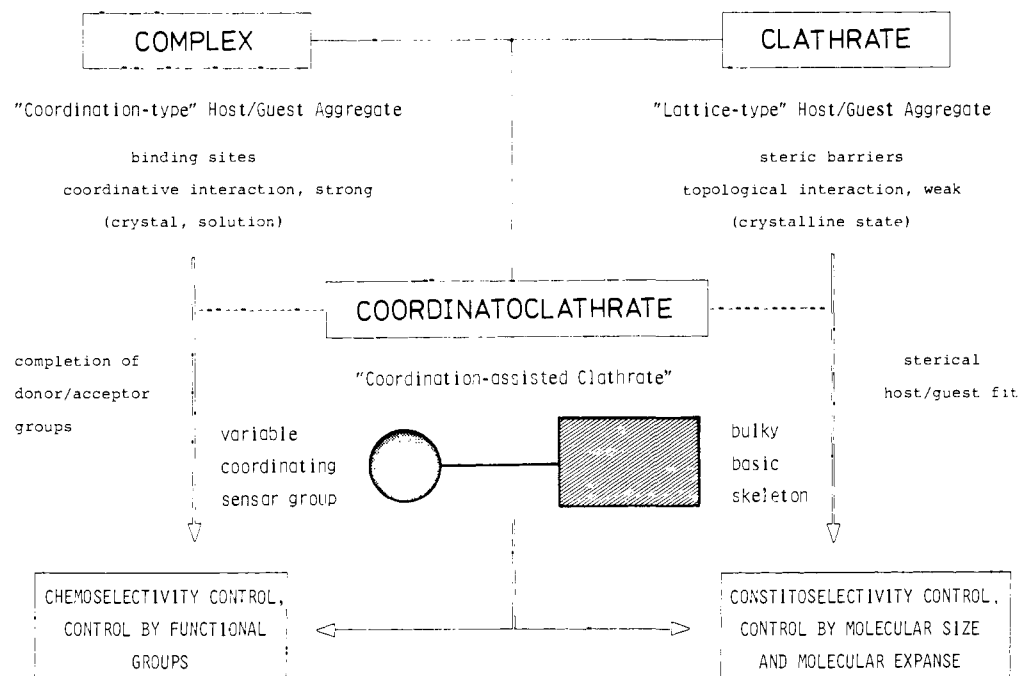 COMPLEX
CLATHRATE
"Coordination-type" Host/Guest Aggregate
binding sites
coordinative interaction, strong
(crystal, solution)
"Lattice-type" Host/Guest Aggregate
steric barriers
topological interaction, weak
(crystalline state)
COORDINATOCLATHRATE
"Coordination-assisted Clathrate"
completion of
donor/acceptor
groups
variable
coordinating
sensar group
bulky
basic
skeleton
sterical
host/guest fit
CHEMOSELECTIVITY CONTROL,
CONTROL BY FUNCTIONAL
GROUPS
CONSTITOSELECTIVITY CONTROL,
CONTROL BY MOLECULAR SIZE
AND MOLECULAR EXPANSE